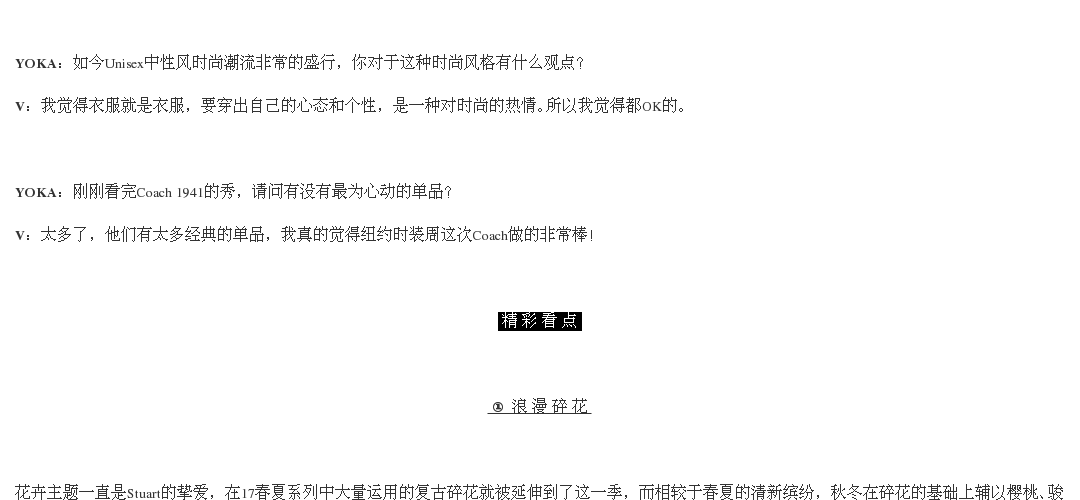 YOKA：如今Unisex中性风时尚潮流非常的盛行，你对于这种时尚风格有什么观点？
V：我觉得衣服就是衣服，要穿出自己的心态和个性，是一种对时尚的热情。所以我觉得都OK的。
YOKA：刚刚看完Coach 1941的秀，请问有没有最为心动的单品？
V：太多了，他们有太多经典的单品，我真的觉得纽约时装周这次Coach做的非常棒！
精彩看点
① 浪漫碎花
花卉主题一直是Stuart的挚爱，在17春夏系列中大量运用的复古碎花就被延伸到了这一季，而相较于春夏的清新缤纷，秋冬在碎花的基础上辅以樱桃、骏